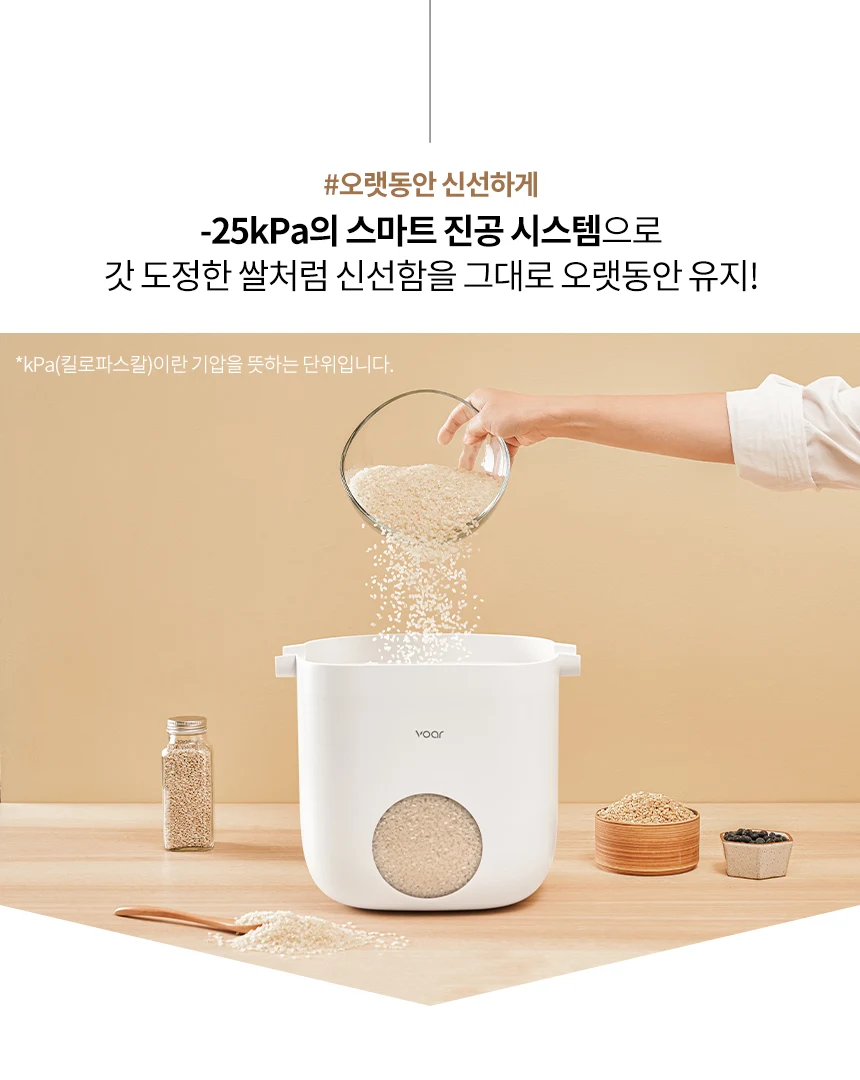 #오랫동안 신선하게
-25kPa의 스마트 진공 시스템으로
갓 도정한 쌀처럼 신선함을 그대로 오랫동안 유지!
*kPa(킬로파스칼)이란 기압을 뜻하는 단위입니다.
voar